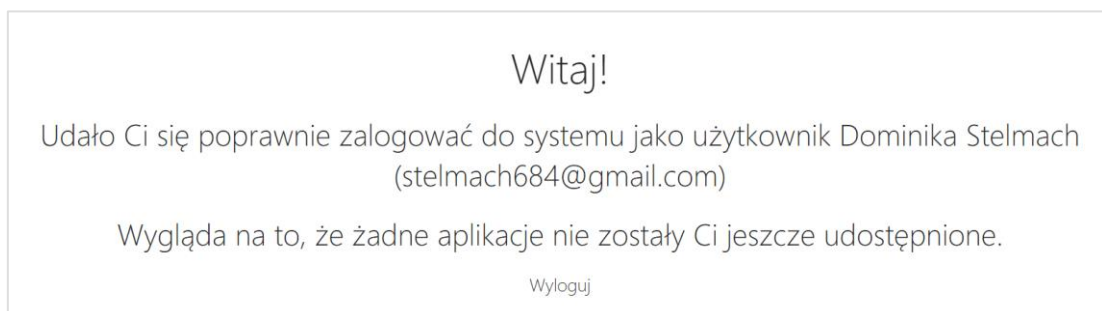 Witaj!
Udało Ci się poprawnie zalogować do systemu jako użytkownik Dominika Stelmach
(stelmach684@gmail.com)
Wygląda na to, że żadne aplikacje nie zostały Ci jeszcze udostępnione.
Wyloguj